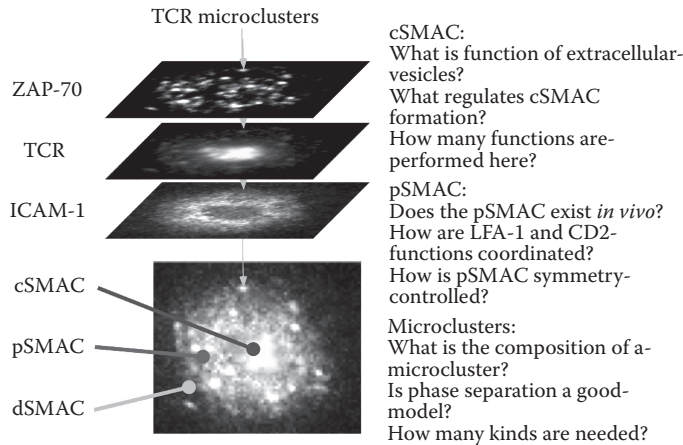 TCR microclusters
ZAP-70
TCR
ICAM-1
cSMAC
pSMAC
dSMAC
cSMAC:
What is function of extracellular-
vesicles?
What regulates cSMAC
formation?
How many functions are-
performed here?
pSMAC:
Does the pSMAC exist in vivo?
How are LFA-1 and CD2-
functions coordinated?
How is pSMAC symmetry-
controlled?
Microclusters:
What is the composition of a-
microcluster?
Is phase separation a good-
model?
How many kinds are needed?